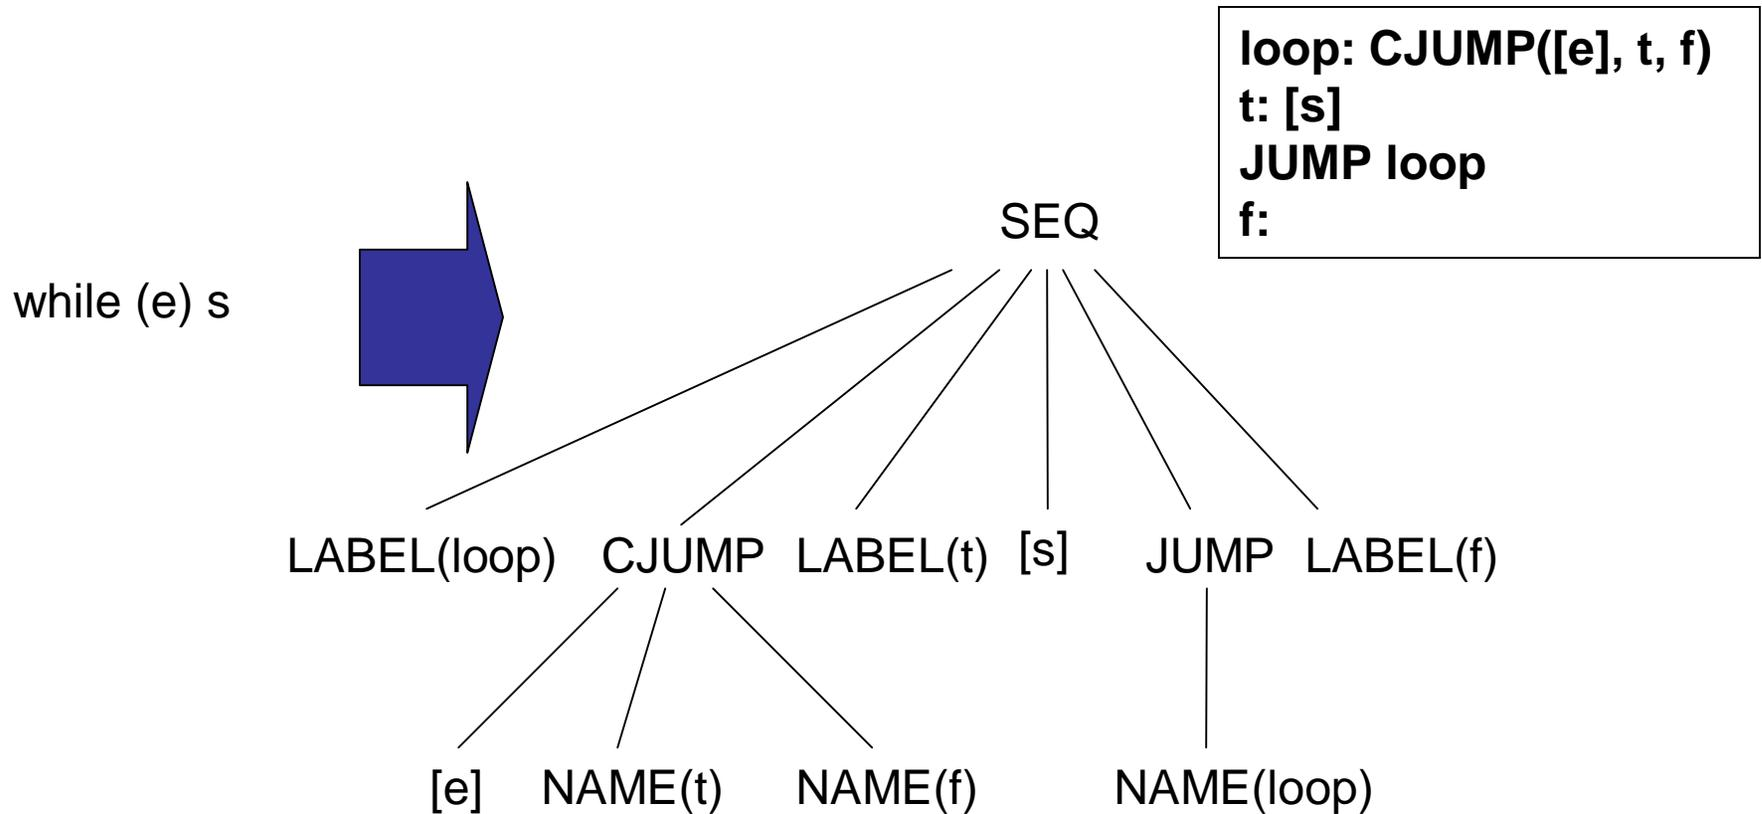 loop: CJUMP([e], t, f)
t: [s]
JUMP loop
f:
SEQ
while (e) s
LABEL(loop) CJUMP LABEL(t) [s] JUMP LABEL(f)
[e] NAME(t) NAME(f) NAME(loop)